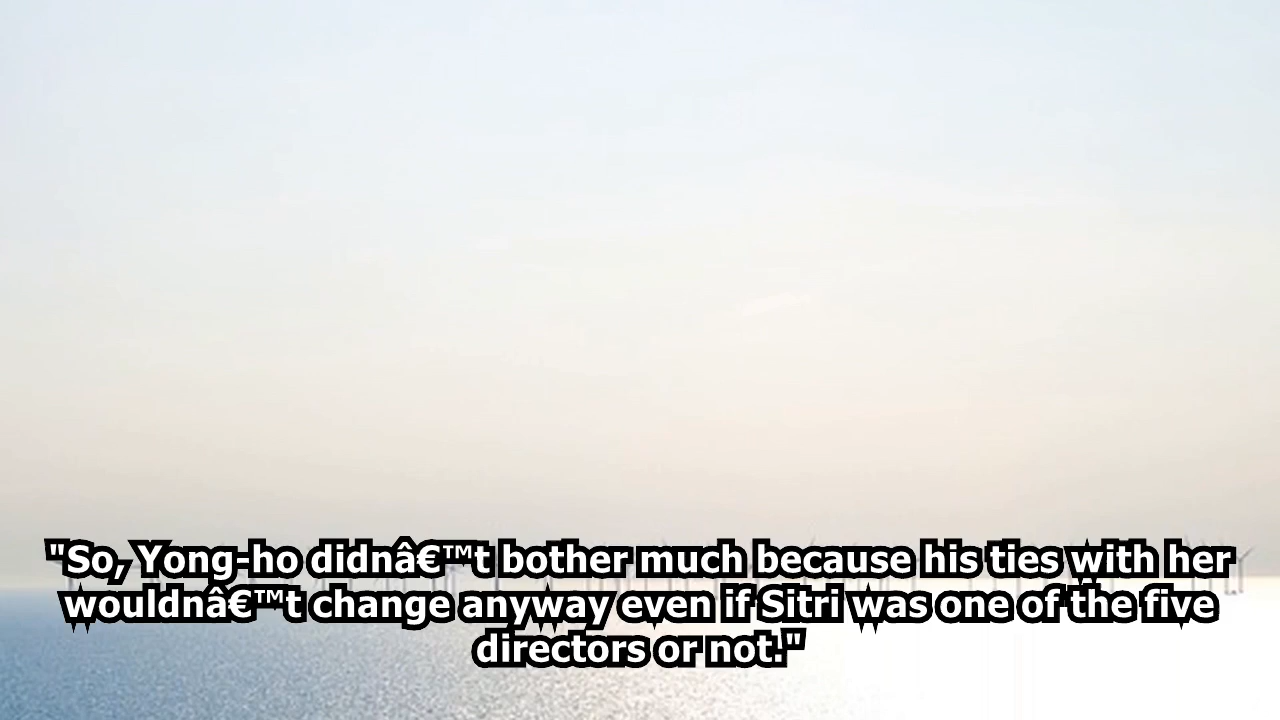 "So, Yong-ho didnâ€™t bother much because his ties with her
wouldnâ€™t change anyway even if Sitri was one of the five
directors or not."